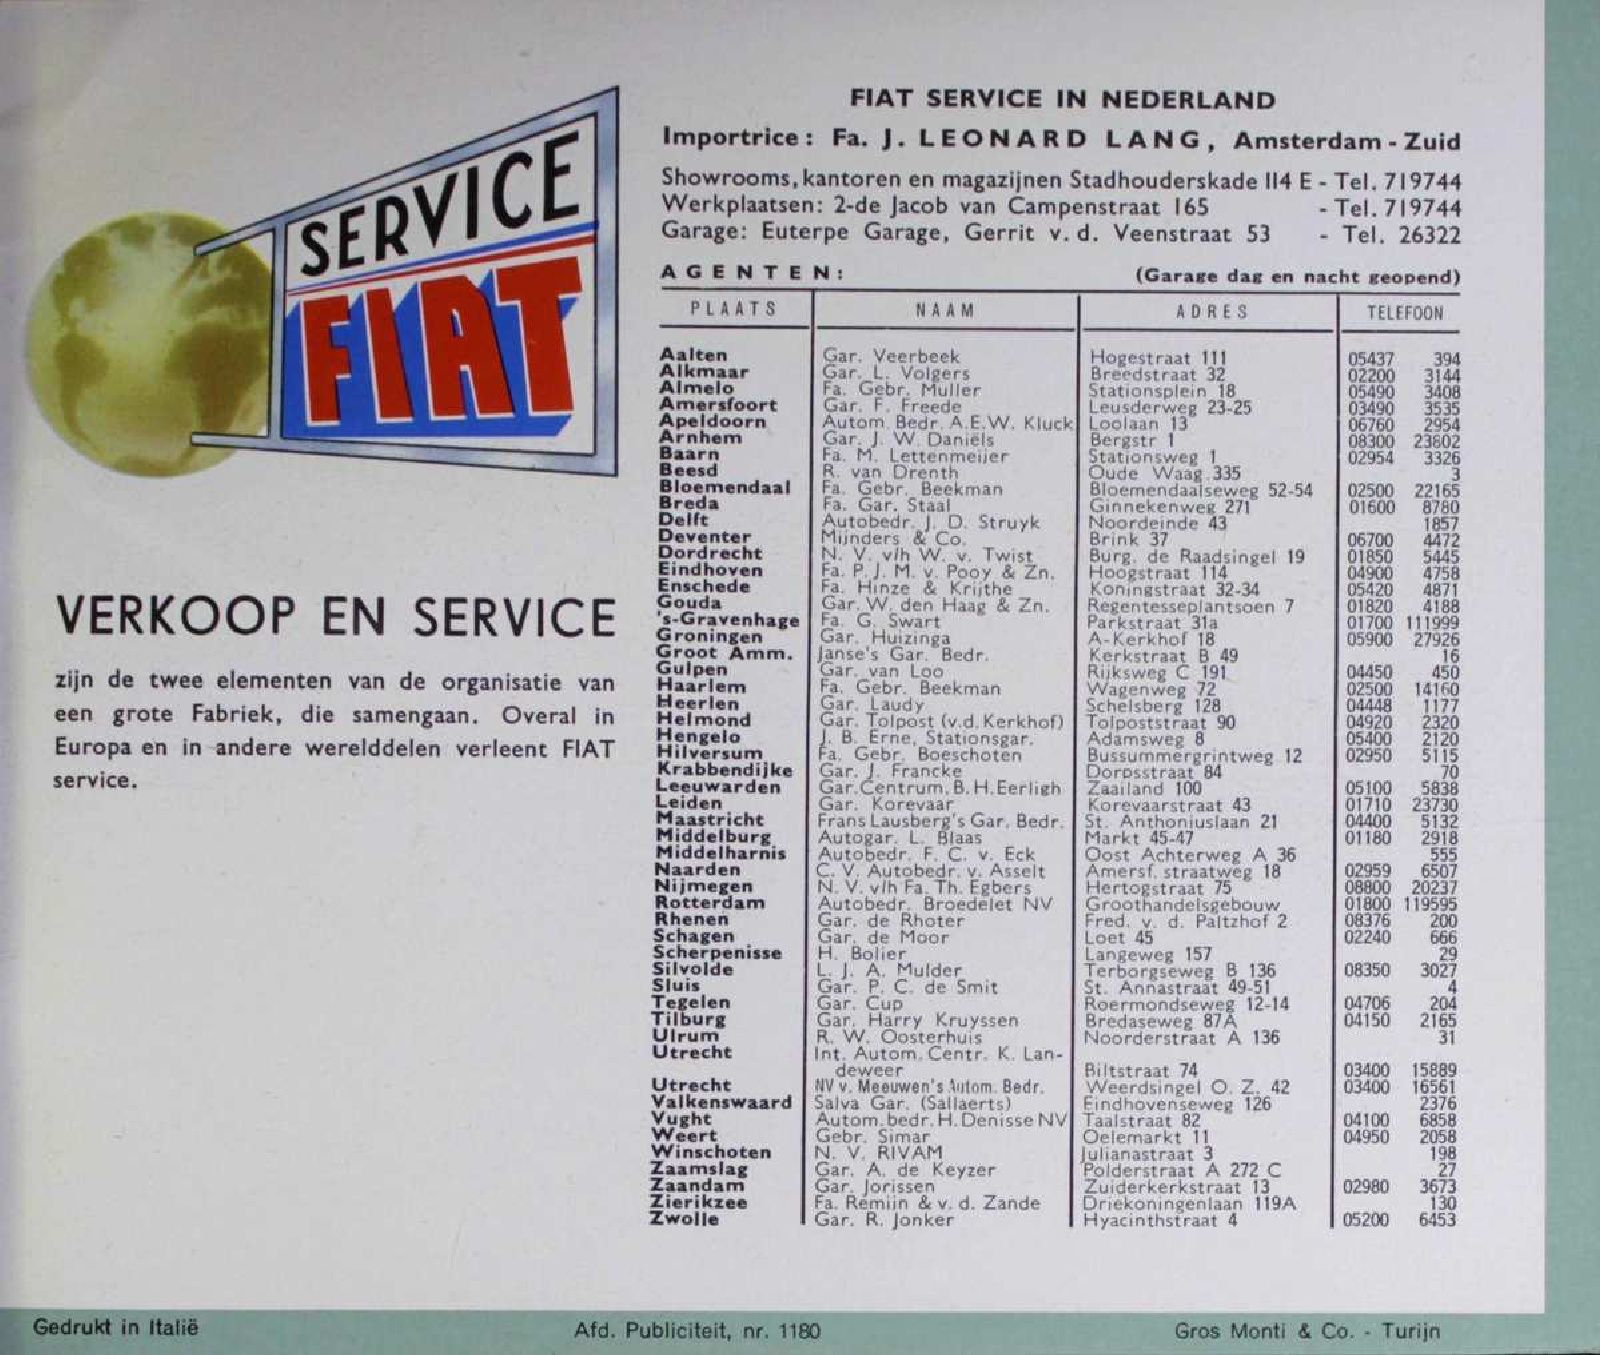 SERVICE
FIAT
VERKOOP EN SERVICE
zijn de twee elementen van de organisatie van
een grote Fabriek, die samengaan. Overal in
Europa en in andere werelddelen verleent FIAT
service.
FIAT SERVICE IN NEDERLAND
Importrice: Fa. J. LEONARD LANG, Amsterdam - Zuid
Showrooms, kantoren en magazijnen Stadhouderskade 114 E - Tel. 719744
Werkplaatsen: 2-de Jacob van Campenstraat 165 - Tel. 719744
Garage: Euterpe Garage, Gerrit v. d. Veenstraat 53 - Tel. 26322
AGENTEN: (Garage dag en nacht geopend)
PLAATS NAAM ADRES TELEFOON
Aalten Gar. Veerbeek Hogestraat 111 05437 394
Alkmaar Gar. L. Volgers Breedstraat 32 02200 3144
Almelo Fa. Gebr. Muller Stationsplein 18 05490 3408
Amersfoort Gar. F. Freede Leusderweg 23-25 03490 3535
Apeldoorn Autom. Bedr. A.E.W. Kluck Loolaan 13 06760 2954
Arnhem Gar. J. W. Daniëls Bergstr 1 08300 23802
Baarn Fa. M. Lettenmeijer Stationsweg 1 02954 3326
Beesd R. van Drenth Oude Waag 335 3
Bloemendaal Fa. Gebr. Beekman Bloemendaalseweg 52-54 02500 22165
Breda Fa. Gar. Staal Ginnekenweg 271 01600 8780
Delft Autobedr. J. D. Struyk Noordeinde 43 1857
Deventer Mijnders & Co. Brink 37 06700 4472
Dordrecht N. V. v/h W. v. Twist Burg. de Raadsingel 19 01850 5445
Eindhoven Fa. P. J. M. v. Pooy & Zn. Hoogstraat 114 04900 4758
Enschede Fa. Hinze & Krijthe Koningstraat 32-34 05420 4871
Gouda Gar. W. den Haag & Zn. Regentesseplantsoen 7 01820 4188
's-Gravenhage Fa. G. Swart Parkstraat 31a 01700 111999
Groningen Gar. Huizinga A-Kerkhof 18 05900 27926
Groot Amm. Janse's Gar. Bedr. Kerkstraat B 49 16
Gulpen Gar. van Loo Rijksweg C 191 04450 450
Haarlem Fa. Gebr. Beekman Wagenweg 72 02500 14160
Heerlen Gar. Laudy Schelsberg 128 04448 1177
Helmond Gar. Tolpost (v.d. Kerkhof) Tolpoststraat 90 04920 2320
Hengelo J. B. Erne, Stationsgar. Adamsweg 8 05400 2120
Hilversum Fa. Gebr. Boeschoten Bussummergrintweg 12 02950 5115
Krabbendijke Gar. J. Francke Dorpsstraat 84 70
Leeuwarden Gar. Centrum, B. H. Eerligh Zaailand 100 05100 5838
Leiden Gar. Korevaar Korevaarstraat 43 01710 23730
Maastricht Frans Lausberg's Gar. Bedr. St. Anthoniuslaan 21 04400 5132
Middelburg Autogar. L. Blaas Markt 45-47 01180 2918
Middelharnis Autobedr. F. C. v. Eck Oost Achterweg A 36 555
Naarden C. V. Autobedr. v. Asselt Amersf. straatweg 18 02959 6507
Nijmegen N. V. v/h Fa. Th. Egbers Hertogstraat 75 08800 20237
Rotterdam Autobedr. Broedelet NV Groothandelsgebouw 01800 119595
Rhenen Gar. de Rhoter Fred. v. d. Paltzhof 2 08376 200
Schagen Gar. de Moor Loet 45 02240 666
Scherpenisse H. Bolier Langeweg 157 29
Silvolde L. J. A. Mulder Terborgseweg B 136 08350 3027
Sluis Gar. P. C. de Smit St. Annastraat 49-51 4
Tegelen Gar. Cup Roermondseweg 12-14 04706 204
Tilburg Gar. Harry Kruyssen Bredaseweg 87A 04150 2165
Ulrum R. W. Oosterhuis Noorderstraat A 136 31
Utrecht Int. Autom. Centr. K. Lan-
deweer Biltstraat 74 03400 15889
Utrecht NV v. Meeuwen's Autom. Bedr. Weerdsingel O. Z. 42 03400 16561
Valkenswaard Salva Gar. (Sallaerts) Eindhovenseweg 126 2376
Vught Autom.bedr. H. Denisse NV Taalstraat 82 04100 6858
Weert Gebr. Simar Oelemarkt 11 04950 2058
Winschoten N. V. RIVAM Julianastraat 3 198
Zaamslag Gar. A. de Keyzer Polderstraat A 272 C 27
Zaandam Gar. Jorissen Zuiderkerkstraat 13 02980 3673
Zierikzee Fa. Remijn & v. d. Zande Driekoningenlaan 119A 130
Zwolle Gar. R. Jonker Hyacinthstraat 4 05200 6453
Gedrukt in Italië Afd. Publiciteit, nr. 1180 Gros Monti & Co. - Turijn